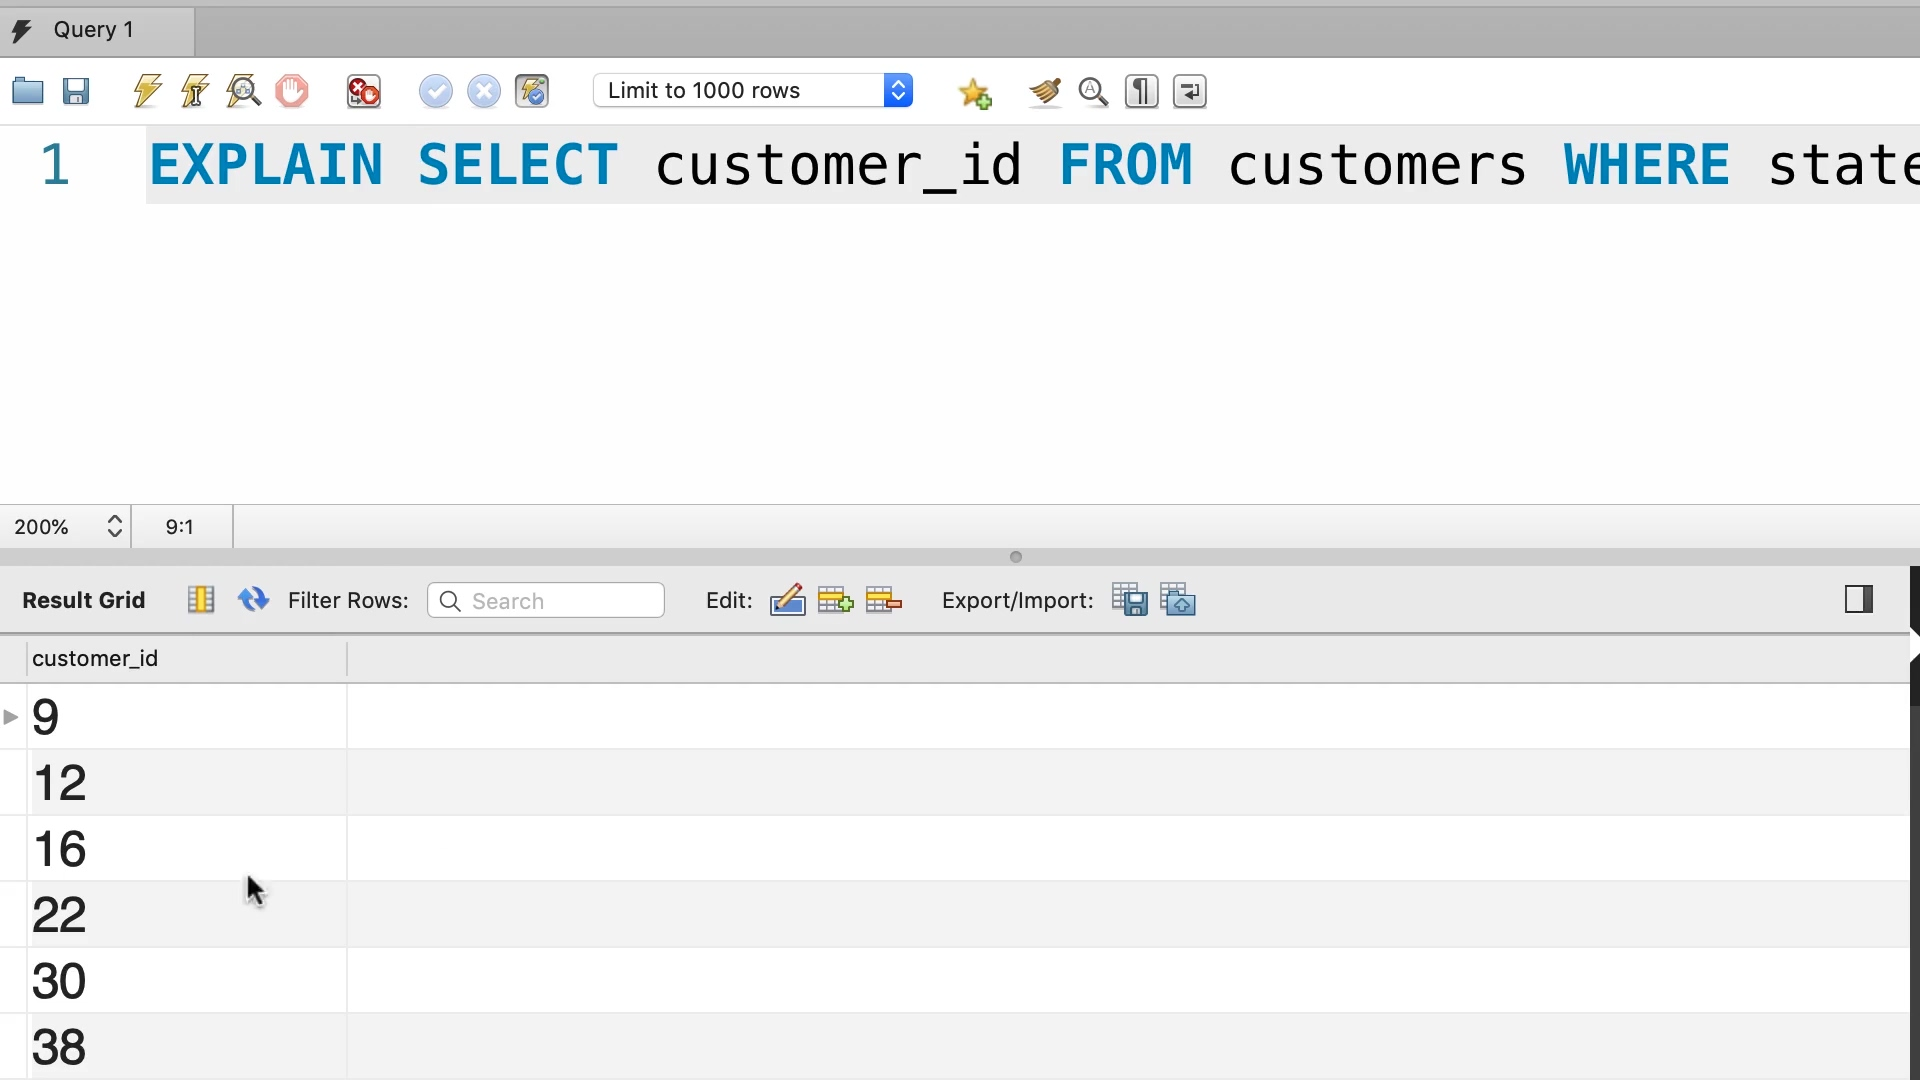 Query 1
Limit to 1000 rows
1 EXPLAIN SELECT customer_id FROM customers WHERE state
200% 9:1
Result Grid Filter Rows: Search Edit: Export/Import:
customer_id
9
12
16
22
30
38